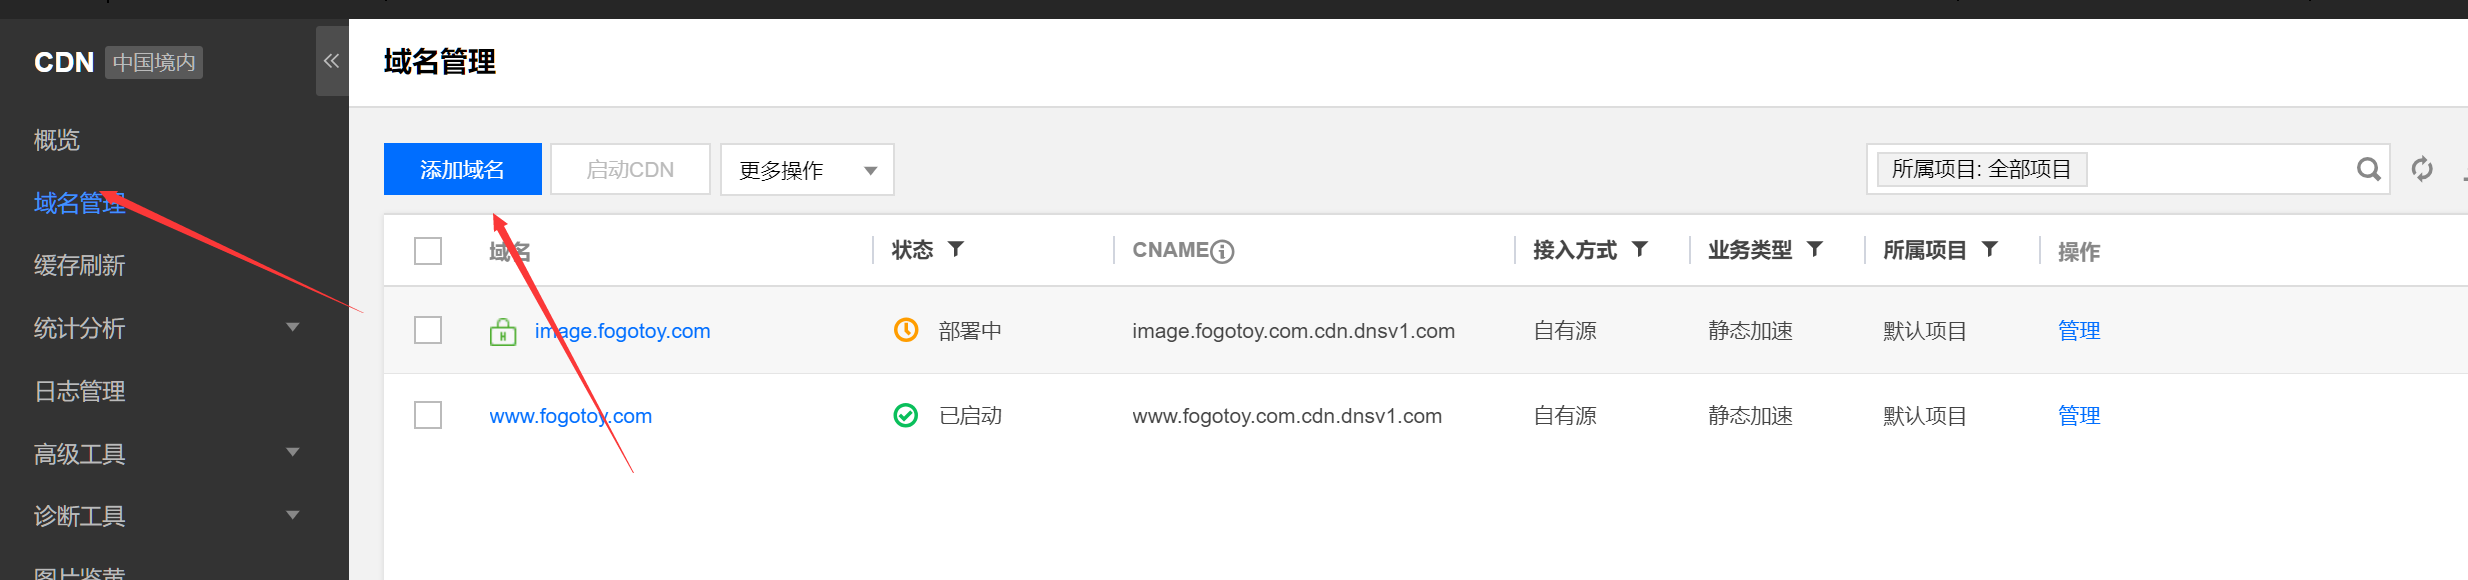 CDN 中国境内
概览
域名管理
缓存刷新
统计分析
日志管理
高级工具
诊断工具
图片鉴黄
域名管理
添加域名 启动CDN 更多操作 所属项目: 全部项目
域名 状态 CNAME 接入方式 业务类型 所属项目 操作
image.fogotoy.com 部署中 image.fogotoy.com.cdn.dnsv1.com 自有源 静态加速 默认项目 管理
www.fogotoy.com 已启动 www.fogotoy.com.cdn.dnsv1.com 自有源 静态加速 默认项目 管理